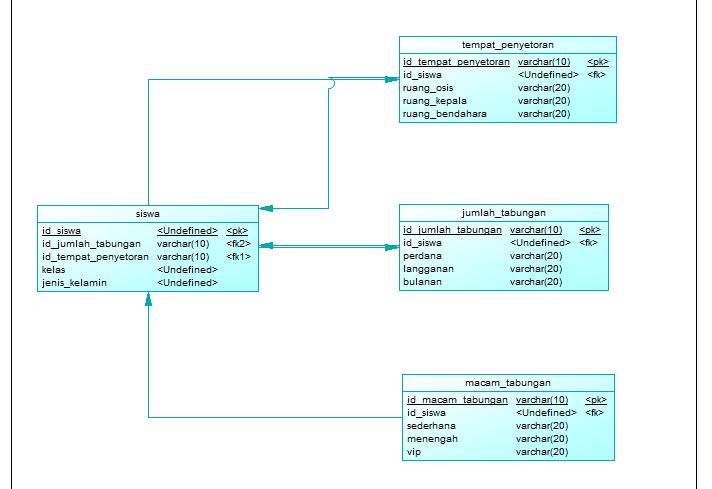 tempat_penyetoran
id_tempat_penyetoran varchar(10) <pk>
id_siswa <Undefined> <fk>
ruang_osis varchar(20)
ruang_kepala varchar(20)
ruang_bendahara varchar(20)
siswa
id_siswa <Undefined> <pk>
id_jumlah_tabungan varchar(10) <fk2>
id_tempat_penyetoran varchar(10) <fk1>
kelas <Undefined>
jenis_kelamin <Undefined>
jumlah_tabungan
id_jumlah_tabungan varchar(10) <pk>
id_siswa <Undefined> <fk>
perdana varchar(20)
langganan varchar(20)
bulanan varchar(20)
macam_tabungan
id_macam_tabungan varchar(10) <pk>
id_siswa <Undefined> <fk>
sederhana varchar(20)
menengah varchar(20)
vip varchar(20)